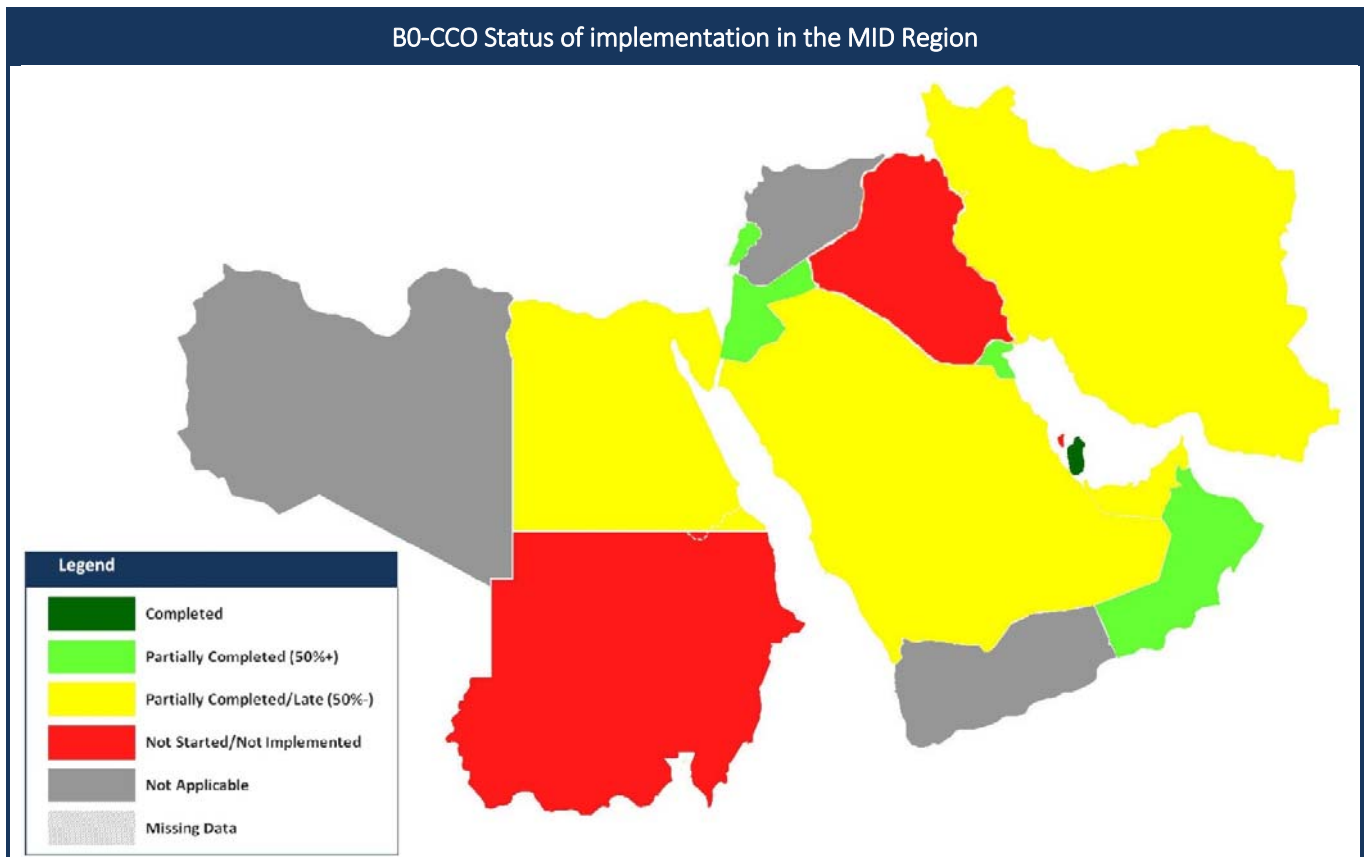 B0-CCO Status of implementation in the MID Region
Legend
Completed
Partially Completed (50%+)
Partially Completed/Late (50%-)
Not Started/Not Implemented
Not Applicable
Missing Data